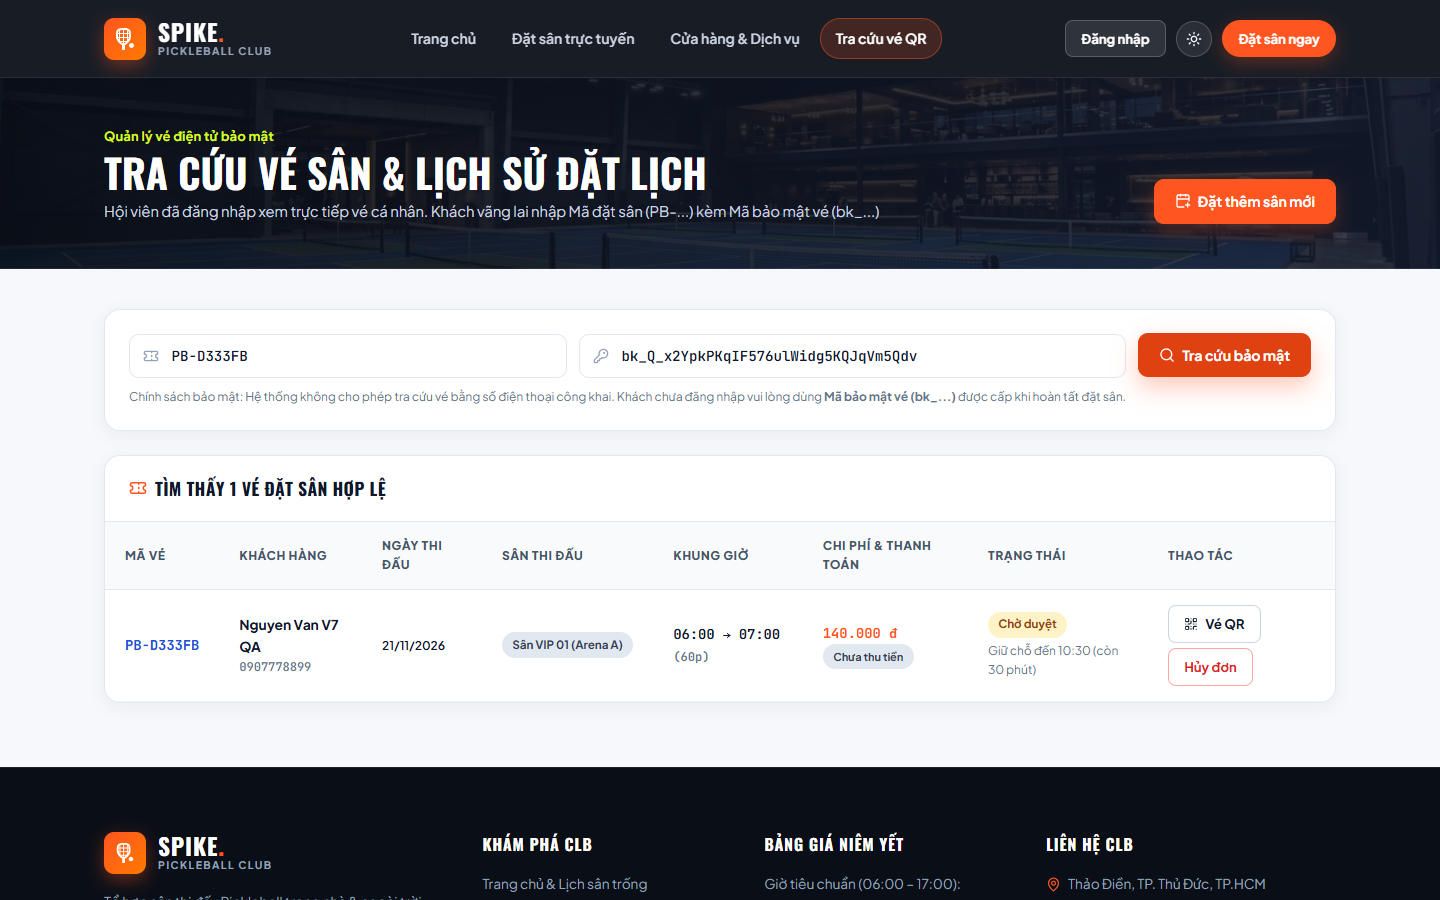 SPIKE.
PICKLEBALL CLUB
Trang chủ
Đặt sân trực tuyến
Cửa hàng & Dịch vụ
Tra cứu vé QR
Đăng nhập
Đặt sân ngay
Quản lý vé điện tử bảo mật
TRA CỨU VÉ SÂN & LỊCH SỬ ĐẶT LỊCH
Hội viên đã đăng nhập xem trực tiếp vé cá nhân. Khách vãng lai nhập Mã đặt sân (PB-...) kèm Mã bảo mật vé (bk_...)
Đặt thêm sân mới
PB-D333FB
bk_Q_x2YpkPKqIF576ulWidg5KQJqVm5Qdv
Tra cứu bảo mật
Chính sách bảo mật: Hệ thống không cho phép tra cứu vé bằng số điện thoại công khai. Khách chưa đăng nhập vui lòng dùng Mã bảo mật vé (bk_...) được cấp khi hoàn tất đặt sân.
TÌM THẤY 1 VÉ ĐẶT SÂN HỢP LỆ
MÃ VÉ
KHÁCH HÀNG
NGÀY THI
ĐẤU
SÂN THI ĐẤU
KHUNG GIỜ
CHI PHÍ & THANH
TOÁN
TRẠNG THÁI
THAO TÁC
PB-D333FB
Nguyen Van V7
QA
0907778899
21/11/2026
Sân VIP 01 (Arena A)
06:00 → 07:00
(60p)
140.000 đ
Chưa thu tiền
Chờ duyệt
Giữ chỗ đến 10:30 (còn
30 phút)
Vé QR
Hủy đơn
SPIKE.
PICKLEBALL CLUB
KHÁM PHÁ CLB
Trang chủ & Lịch sân trống
BẢNG GIÁ NIÊM YẾT
Giờ tiêu chuẩn (06:00 – 17:00):
LIÊN HỆ CLB
Thảo Điền, TP. Thủ Đức, TP.HCM